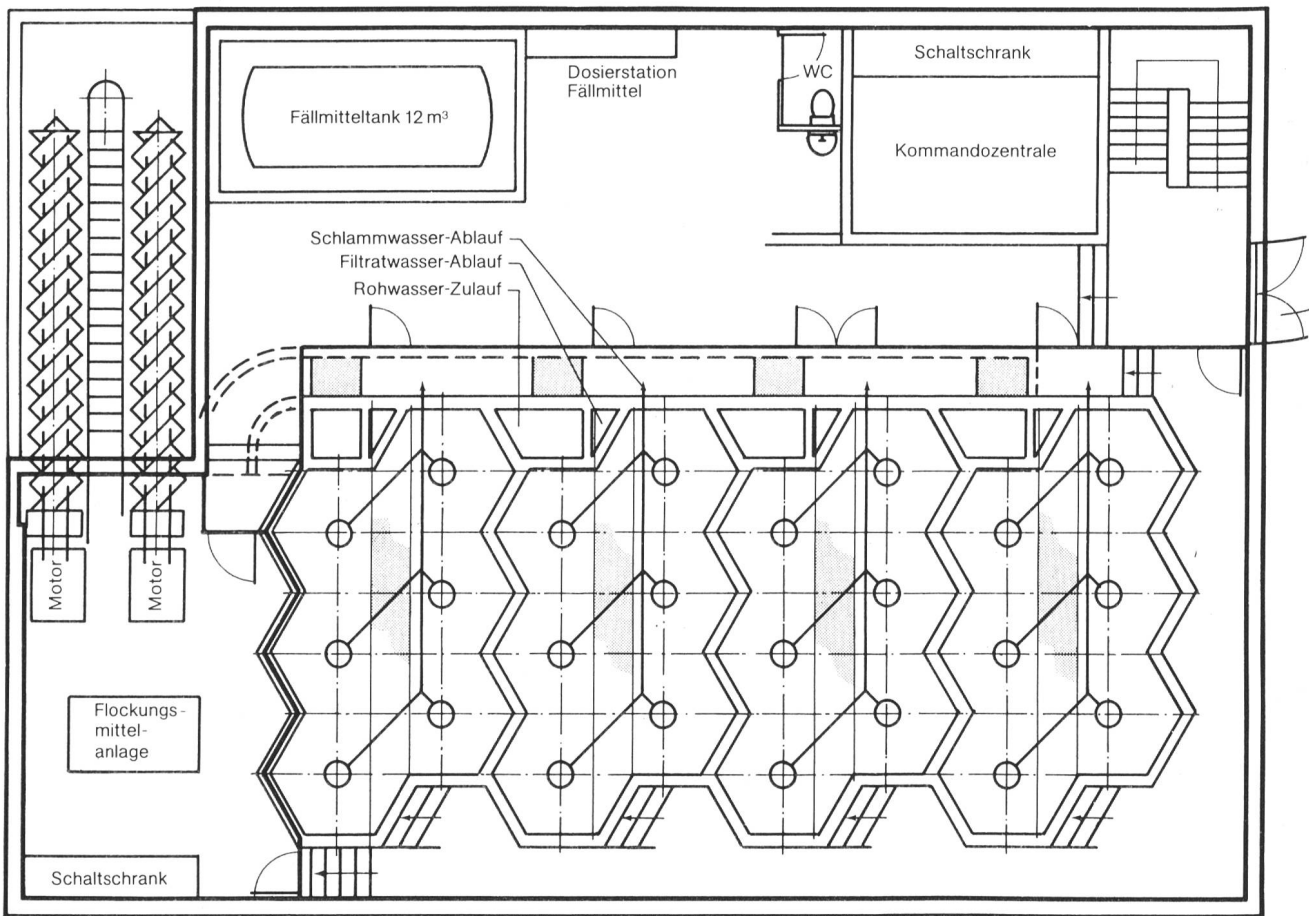 Schaltschrank
Dosierstation
Fällmittel
WC
Fällmitteltank 12 m³
Kommandozentrale
Schlammwasser-Ablauf
Filtratwasser-Ablauf
Rohwasser-Zulauf
Motor
Motor
Flockungs-
mittel-
anlage
Schaltschrank